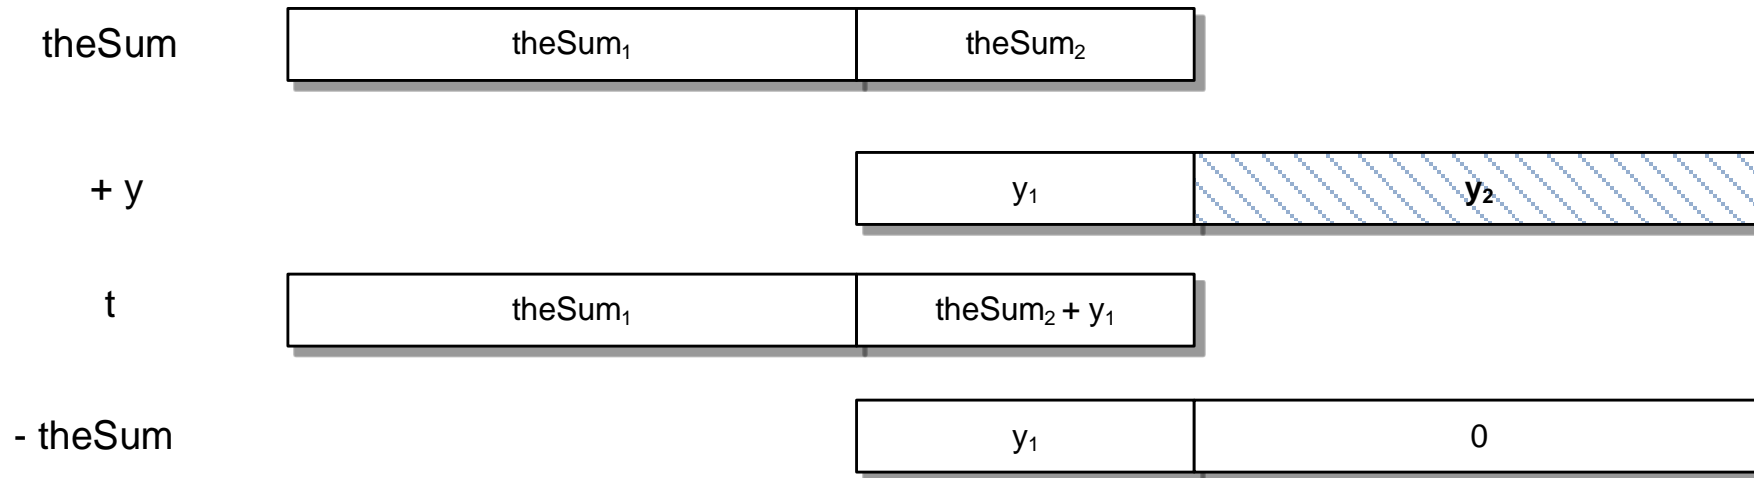 theSum theSum₁ theSum₂
+ y y₁ y₂
t theSum₁ theSum₂ + y₁
- theSum y₁ 0